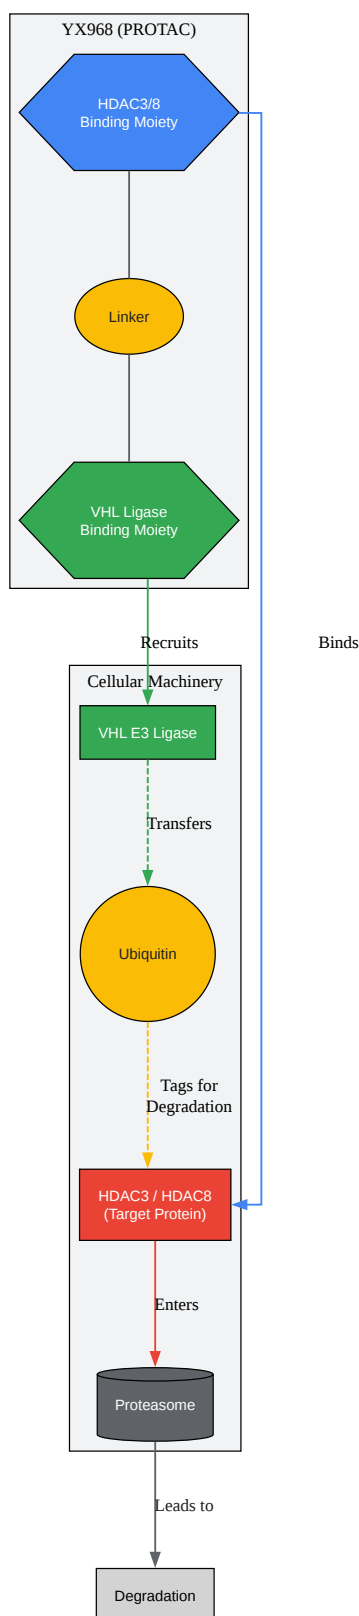 YX968 (PROTAC)
HDAC3/8
Binding Moiety
Linker
VHL Ligase
Binding Moiety
Recruits
Binds
Cellular Machinery
VHL E3 Ligase
Transfers
Ubiquitin
Tags for
Degradation
HDAC3 / HDAC8
(Target Protein)
Enters
Proteasome
Leads to
Degradation